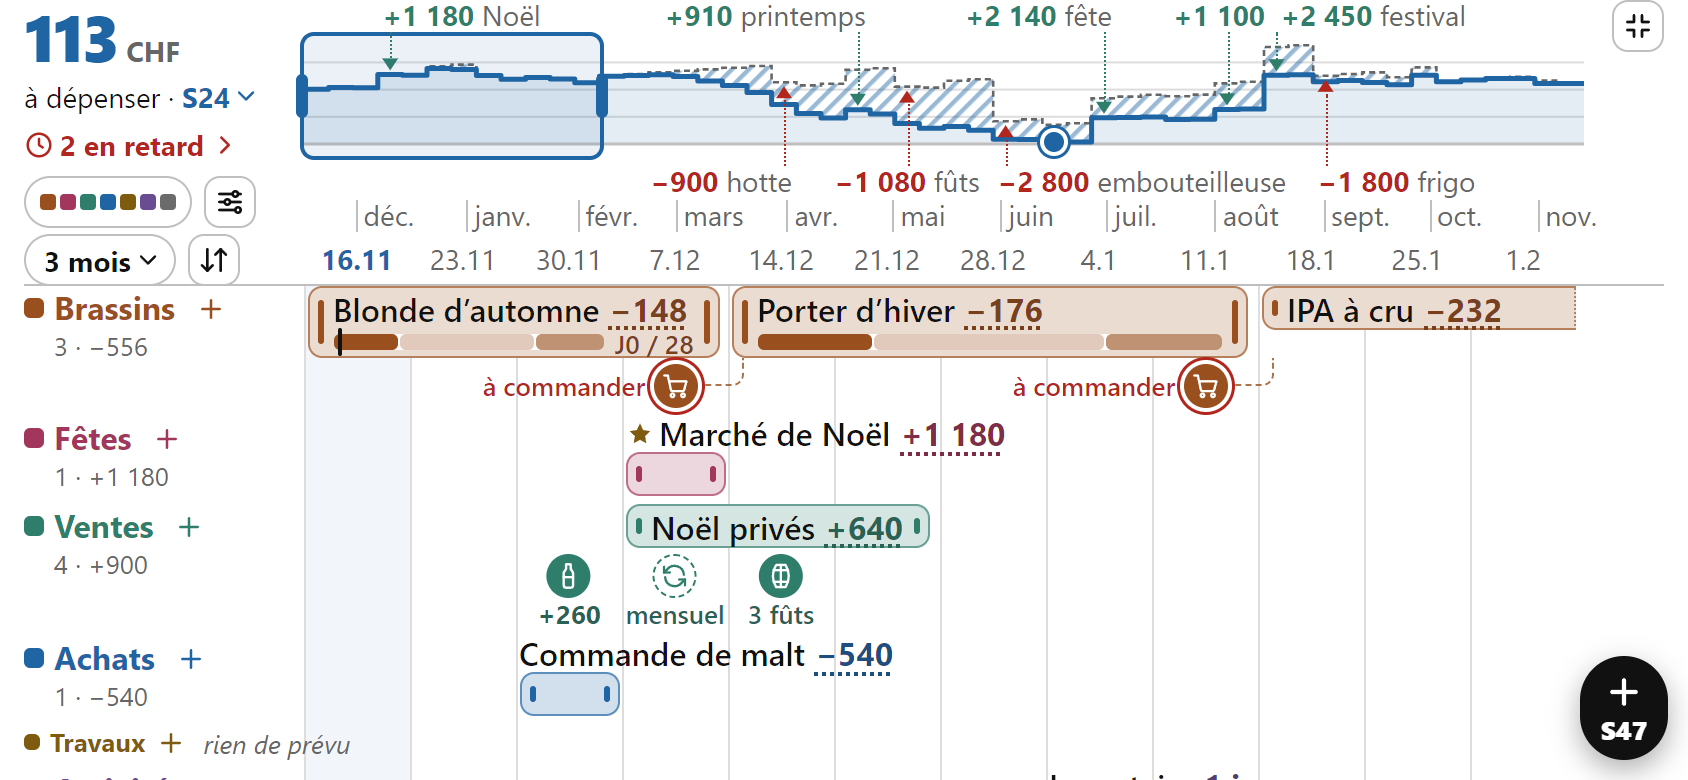 +1 180 Noël
+910 printemps
+2 140 fête
+1 100
+2 450 festival
113 CHF
à dépenser · S24
2 en retard
−900 hotte
−1 080 fûts
−2 800 embouteilleuse
−1 800 frigo
déc. janv. févr. mars avr. mai juin juil. août sept. oct. nov.
3 mois
16.11 23.11 30.11 7.12 14.12 21.12 28.12 4.1 11.1 18.1 25.1 1.2
Brassins +
3 · −556
Blonde d’automne −148
J0 / 28
Porter d’hiver −176
IPA à cru −232
à commander
à commander
Fêtes +
1 · +1 180
Marché de Noël +1 180
Ventes +
4 · +900
Noël privés +640
+260
mensuel
3 fûts
Achats +
1 · −540
Commande de malt −540
Travaux + rien de prévu
+
S47